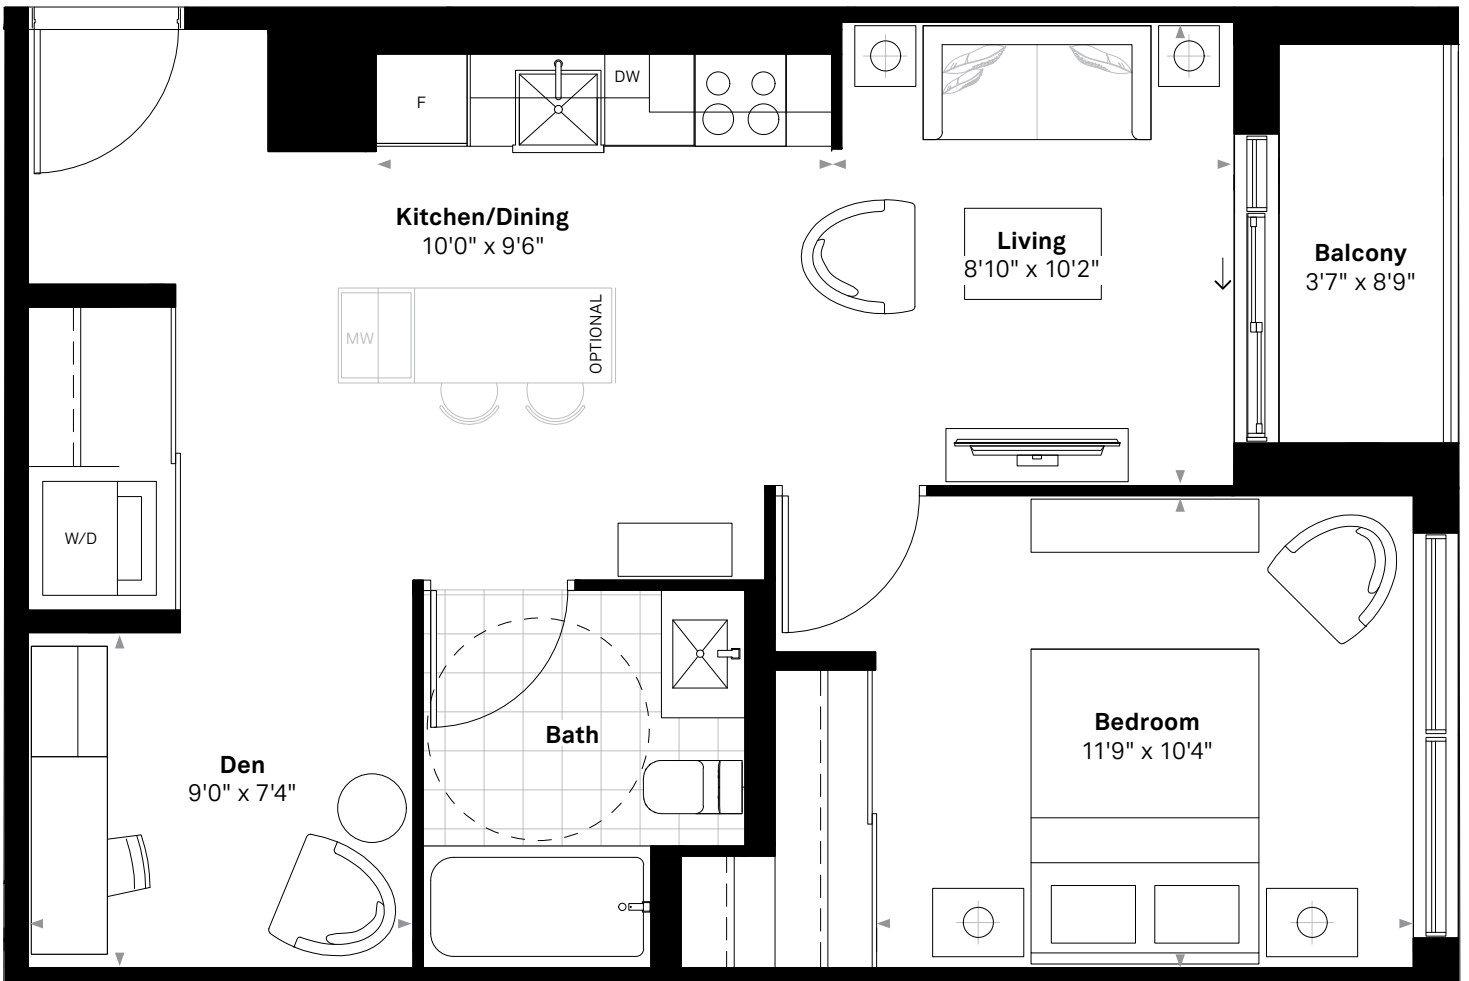 F
DW
Kitchen/Dining
10'0" x 9'6"
Living
8'10" x 10'2"
Balcony
3'7" x 8'9"
MW
OPTIONAL
W/D
Bath
Bedroom
11'9" x 10'4"
Den
9'0" x 7'4"